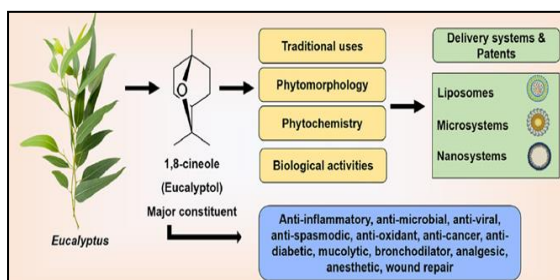 Eucalyptus
O
1,8-cineole
(Eucalyptol)
Major constituent
Traditional uses
Phytomorphology
Phytochemistry
Biological activities
Delivery systems &
Patents
Liposomes
Microsystems
Nanosystems
Anti-inflammatory, anti-microbial, anti-viral,
anti-spasmodic, anti-oxidant, anti-cancer, anti-
diabetic, mucolytic, bronchodilator, analgesic,
anesthetic, wound repair